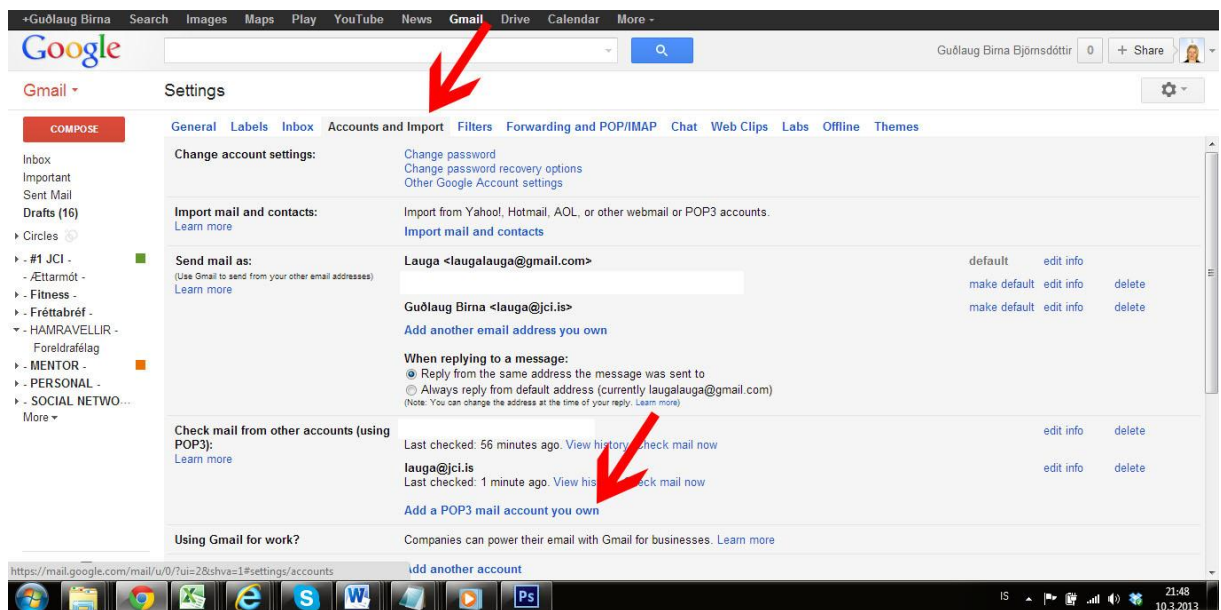 +Guðlaug Birna Search Images Maps Play YouTube News Gmail Drive Calendar More
Google
Guðlaug Birna Björnsdóttir 0 + Share
Gmail Settings
COMPOSE
General Labels Inbox Accounts and Import Filters Forwarding and POP/IMAP Chat Web Clips Labs Offline Themes
Inbox
Important
Sent Mail
Drafts (16)
Circles
- #1 JCI -
- Ættarmót -
- Fitness -
- Fréttabréf -
- HAMRAVELLIR -
Foreldrafélag
- MENTOR -
- PERSONAL -
- SOCIAL NETWO...
More
Change account settings:
Change password
Change password recovery options
Other Google Account settings
Import mail and contacts:
Learn more
Import from Yahoo!, Hotmail, AOL, or other webmail or POP3 accounts.
Import mail and contacts
Send mail as:
(Use Gmail to send from your other email addresses)
Learn more
Lauga <laugalauga@gmail.com> default edit info
make default edit info delete
Guðlaug Birna <lauga@jci.is> make default edit info delete
Add another email address you own
When replying to a message:
Reply from the same address the message was sent to
Always reply from default address (currently laugalauga@gmail.com)
(Note: You can change the address at the time of your reply. Learn more)
Check mail from other accounts (using
POP3):
Learn more
edit info delete
Last checked: 56 minutes ago. View history Check mail now
lauga@jci.is edit info delete
Last checked: 1 minute ago. View his eck mail now
Add a POP3 mail account you own
Using Gmail for work? Companies can power their email with Gmail for businesses. Learn more
Add another account
https://mail.google.com/mail/u/0/?ui=2&shva=1#settings/accounts
Ps
IS 21:48
10.3.2013